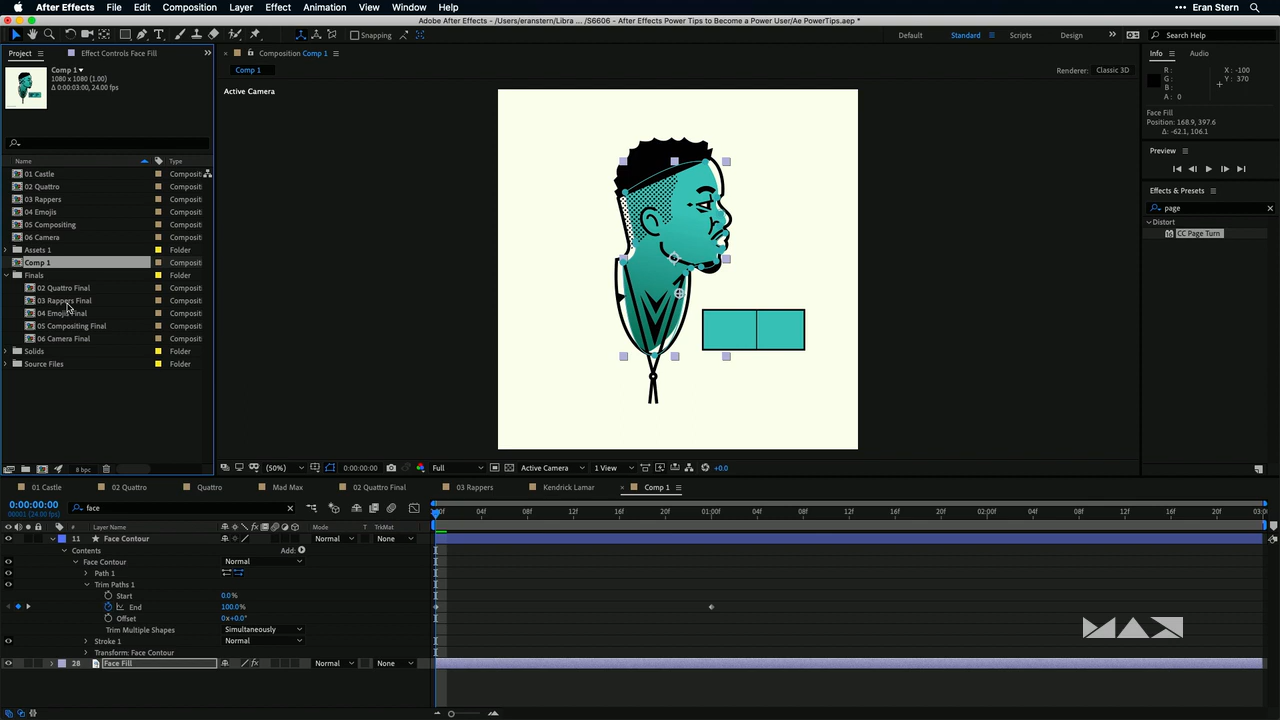 After Effects File Edit Composition Layer Effect Animation View Window Help Eran Stern
Adobe After Effects - /Users/eranstern/Libra ... /S6606 - After Effects Power Tips to Become a Power User/Ae PowerTips.aep *
Snapping Default Standard Scripts Design Search Help
Project Effect Controls Face Fill Composition Comp 1 Info Audio
Comp 1
1080 x 1080 (1.00)
Δ 0:00:03:00, 24.00 fps
Comp 1 Renderer: Classic 3D
Active Camera
R :
G :
B :
A : 0
X : -100
Y : 370
Face Fill
Position: 168.9, 397.6
Δ: -62.1, 106.1
Preview
Effects & Presets
page
Distort
CC Page Turn
Name Type
01 Castle Composit
02 Quattro Composit
03 Rappers Composit
04 Emojis Composit
05 Compositing Composit
06 Camera Composit
Assets 1 Folder
Comp 1 Composit
Finals Folder
02 Quattro Final Composit
03 Rappers Final Composit
04 Emojis Final Composit
05 Compositing Final Composit
06 Camera Final Composit
Solids Folder
Source Files Folder
8 bpc (50%) 0:00:00:00 Full Active Camera 1 View +0.0
01 Castle 02 Quattro Quattro Mad Max 02 Quattro Final 03 Rappers Kendrick Lamar Comp 1
0:00:00:00
00001 (24.00 fps)
face
:00f 04f 08f 12f 16f 20f 01:00f 04f 08f 12f 16f 20f 02:00f 04f 08f 12f 16f 20f 03:0
# Layer Name Mode T TrkMat
11 Face Contour Normal None
Contents Add:
Face Contour Normal
Path 1
Trim Paths 1
Start 0.0%
End 100.0%
Offset 0x+0.0°
Trim Multiple Shapes Simultaneously
Stroke 1 Normal
Transform: Face Contour
28 Face Fill Normal None
MAX